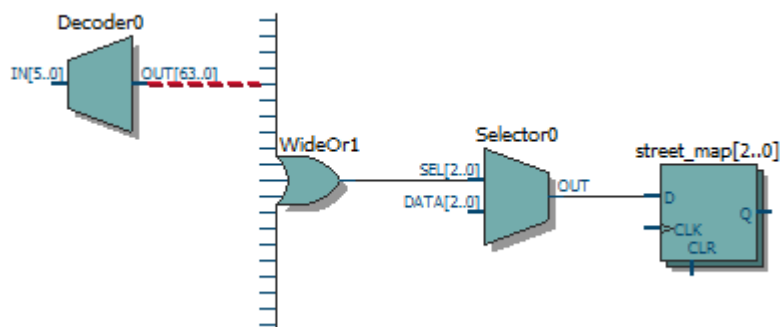 Decoder0
IN[5..0]
OUT[63..0]
WideOr1
Selector0
SEL[2..0]
DATA[2..0]
OUT
street_map[2..0]
D
Q
CLK
CLR